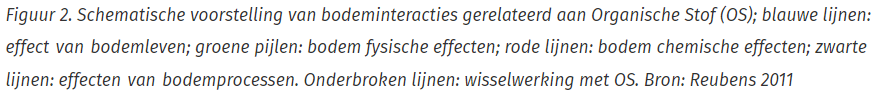 Figuur 2. Schematische voorstelling van bodeminteracties gerelateerd aan Organische Stof (OS); blauwe lijnen:
effect van bodemleven; groene pijlen: bodem fysische effecten; rode lijnen: bodem chemische effecten; zwarte
lijnen: effecten van bodemprocessen. Onderbroken lijnen: wisselwerking met OS. Bron: Reubens 2011